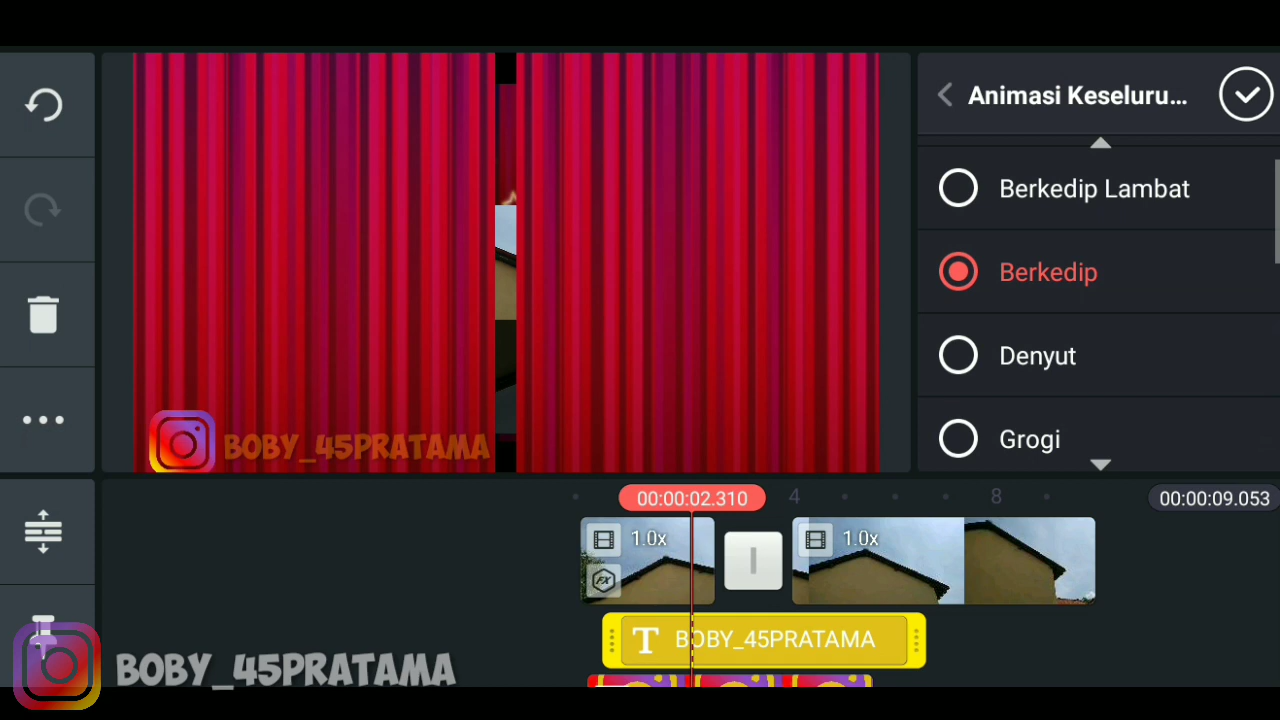 Animasi Keseluru...
Berkedip Lambat
Berkedip
Denyut
Grogi
BOBY_45PRATAMA
00:00:02.310
4
8
00:00:09.053
1.0x
1.0x
FX
T BOBY_45PRATAMA
BOBY_45PRATAMA